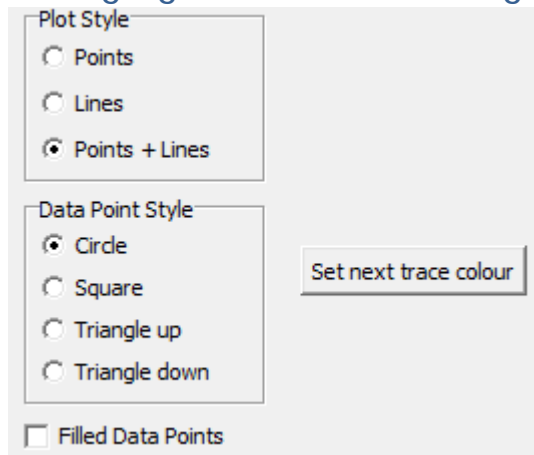 Plot Style
Points
Lines
Points + Lines
Data Point Style
Circle
Square
Triangle up
Triangle down
Set next trace colour
Filled Data Points